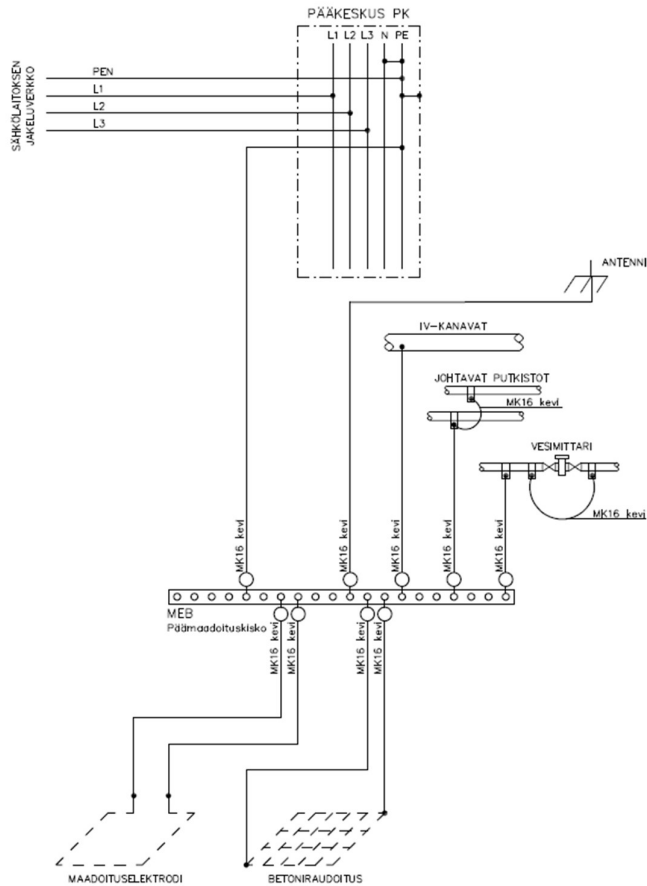 PÄÄKESKUS PK
L1 L2 L3 N PE
SÄHKÖLAITOKSEN
JAKELUVERKKO
PEN
L1
L2
L3
ANTENNI
IV-KANAVAT
JOHTAVAT PUTKISTOT
MK16 kevi
VESIMITTARI
MK16 kevi
MK16 kevi
MK16 kevi
MK16 kevi
MK16 kevi
MK16 kevi
MEB
Päämaadoituskisko
MK16 kevi
MK16 kevi
MK16 kevi
MK16 kevi
MAADOITUSELEKTRODI
BETONIRAUDOITUS